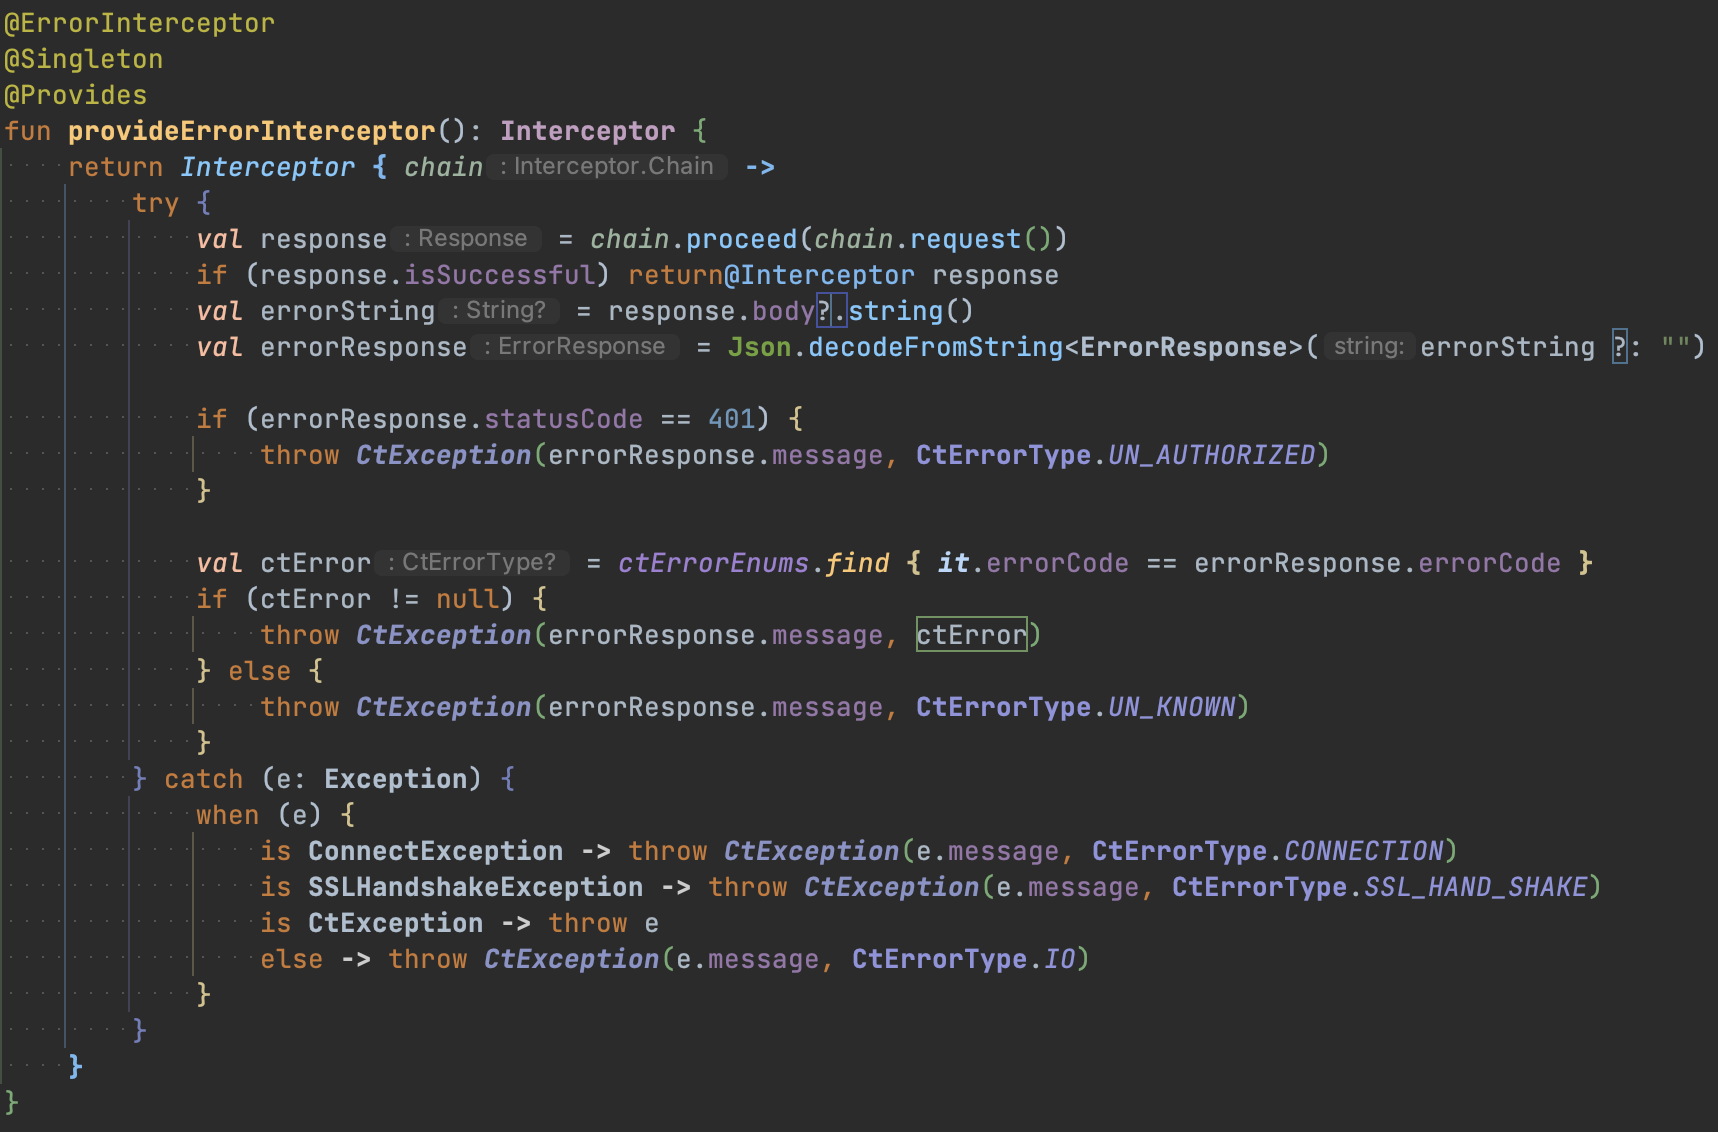 @ErrorInterceptor
@Singleton
@Provides
fun provideErrorInterceptor(): Interceptor {
return Interceptor { chain : Interceptor.Chain ->
try {
val response : Response = chain.proceed(chain.request())
if (response.isSuccessful) return@Interceptor response
val errorString : String? = response.body?.string()
val errorResponse : ErrorResponse = Json.decodeFromString<ErrorResponse>( string: errorString ?: "")
if (errorResponse.statusCode == 401) {
throw CtException(errorResponse.message, CtErrorType.UN_AUTHORIZED)
}
val ctError : CtErrorType? = ctErrorEnums.find { it.errorCode == errorResponse.errorCode }
if (ctError != null) {
throw CtException(errorResponse.message, ctError)
} else {
throw CtException(errorResponse.message, CtErrorType.UN_KNOWN)
}
} catch (e: Exception) {
when (e) {
is ConnectException -> throw CtException(e.message, CtErrorType.CONNECTION)
is SSLHandshakeException -> throw CtException(e.message, CtErrorType.SSL_HAND_SHAKE)
is CtException -> throw e
else -> throw CtException(e.message, CtErrorType.IO)
}
}
}
}